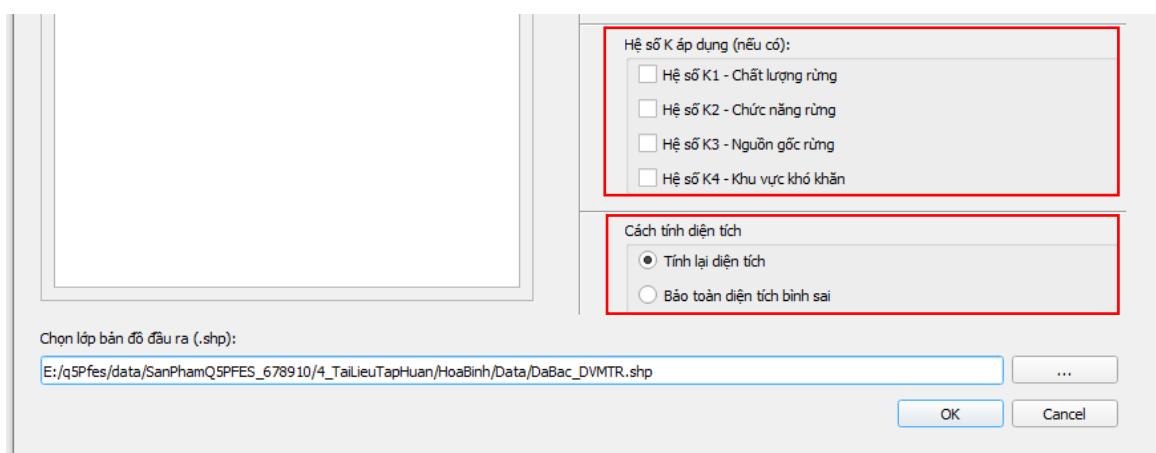 Hệ số K áp dụng (nếu có):
Hệ số K1 - Chất lượng rừng
Hệ số K2 - Chức năng rừng
Hệ số K3 - Nguồn gốc rừng
Hệ số K4 - Khu vực khó khăn
Cách tính diện tích
Tính lại diện tích
Bảo toàn diện tích bình sai
Chọn lớp bản đồ đầu ra (.shp):
E:/q5Pfes/data/SanPhamQ5PFES_678910/4_TaiLieuTapHuan/HoaBinh/Data/DaBac_DVMTR.shp
...
OK Cancel